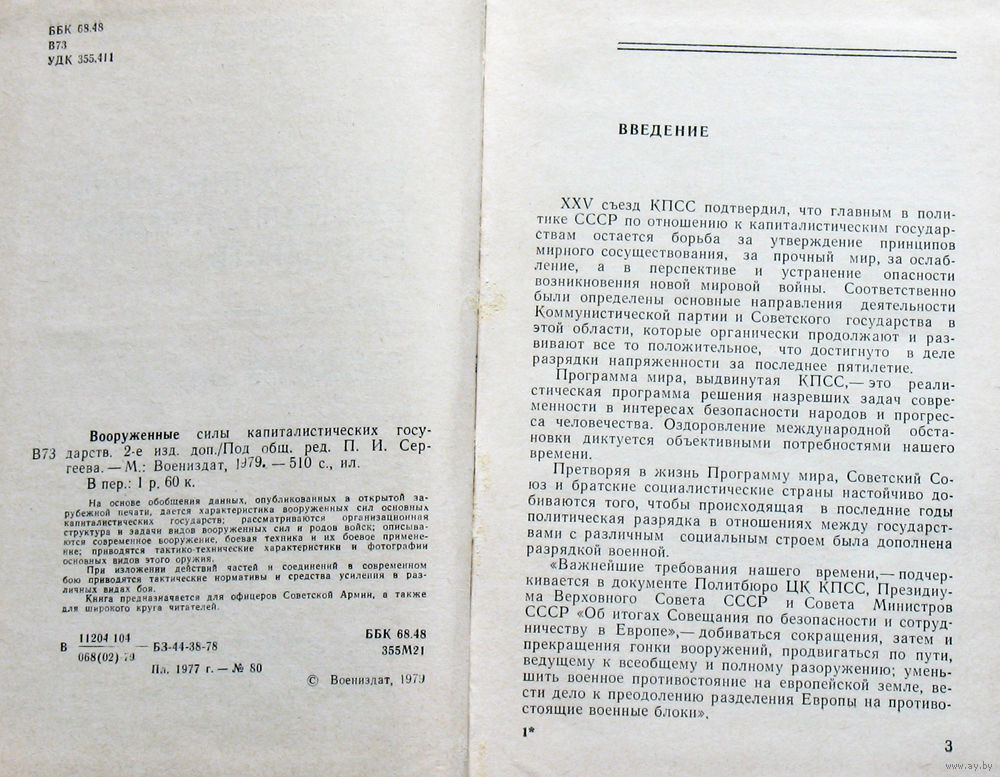 ББК 68.48
В73
УДК 355.411
Вооруженные силы капиталистических госу-
В73 дарств. 2-е изд. доп./Под общ. ред. П. И. Сер-
геева.—М.: Воениздат, 1979.—510 с., ил.
В пер.: 1 р. 60 к.
На основе обобщения данных, опубликованных в открытой за-
рубежной печати, дается характеристика вооруженных сил основных
капиталистических государств; рассматриваются организационная
структура и задачи видов вооруженных сил и родов войск; описыва-
ются современное вооружение, боевая техника и их боевое примене-
ние; приводятся тактико-технические характеристики и фотографии
основных видов этого оружия.
При изложении действий частей и соединений в современном
бою приводятся тактические нормативы и средства усиления в раз-
личных видах боя.
Книга предназначается для офицеров Советской Армии, а также
для широкого круга читателей.
В 11204 104 — БЗ-44-38-78
068(02) 79
Пл. 1977 г.—№ 80
ББК 68.48
355М21
© Воениздат, 1979
ВВЕДЕНИЕ
XXV съезд КПСС подтвердил, что главным в поли-
тике СССР по отношению к капиталистическим государ-
ствам остается борьба за утверждение принципов
мирного сосуществования, за прочный мир, за ослаб-
ление, а в перспективе и устранение опасности
возникновения новой мировой войны. Соответственно
были определены основные направления деятельности
Коммунистической партии и Советского государства в
этой области, которые органически продолжают и раз-
вивают все то положительное, что достигнуто в деле
разрядки напряженности за последнее пятилетие.
Программа мира, выдвинутая КПСС,—это реали-
стическая программа решения назревших задач совре-
менности в интересах безопасности народов и прогрес-
са человечества. Оздоровление международной обста-
новки диктуется объективными потребностями нашего
времени.
Претворяя в жизнь Программу мира, Советский Со-
юз и братские социалистические страны настойчиво до-
биваются того, чтобы происходящая в последние годы
политическая разрядка в отношениях между государст-
вами с различным социальным строем была дополнена
разрядкой военной.
«Важнейшие требования нашего времени,—подчер-
кивается в документе Политбюро ЦК КПСС, Президиу-
ма Верховного Совета СССР и Совета Министров
СССР «Об итогах Совещания по безопасности и сотруд-
ничеству в Европе»,—добиваться сокращения, затем и
прекращения гонки вооружений, продвигаться по пути,
ведущему к всеобщему и полному разоружению; умень-
шить военное противостояние на европейской земле, ве-
сти дело к преодолению разделения Европы на противо-
стоящие военные блоки».
1*
3
www.ay.by